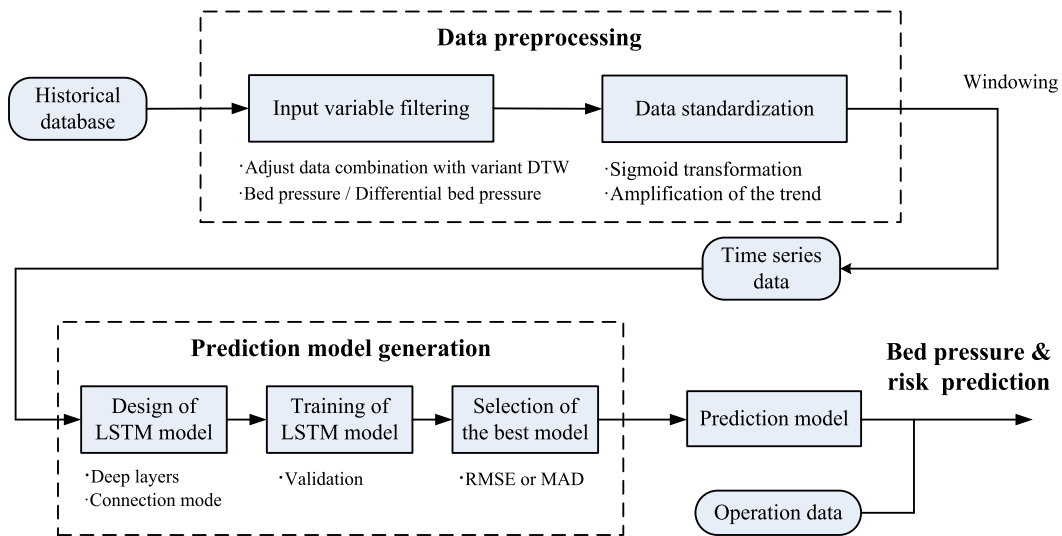 Data preprocessing
Historical
database
Input variable filtering
Data standardization
Windowing
·Adjust data combination with variant DTW
·Bed pressure / Differential bed pressure
·Sigmoid transformation
·Amplification of the trend
Time series
data
Prediction model generation
Design of
LSTM model
Training of
LSTM model
Selection of
the best model
·Deep layers
·Connection mode
·Validation
·RMSE or MAD
Prediction model
Bed pressure &
risk prediction
Operation data